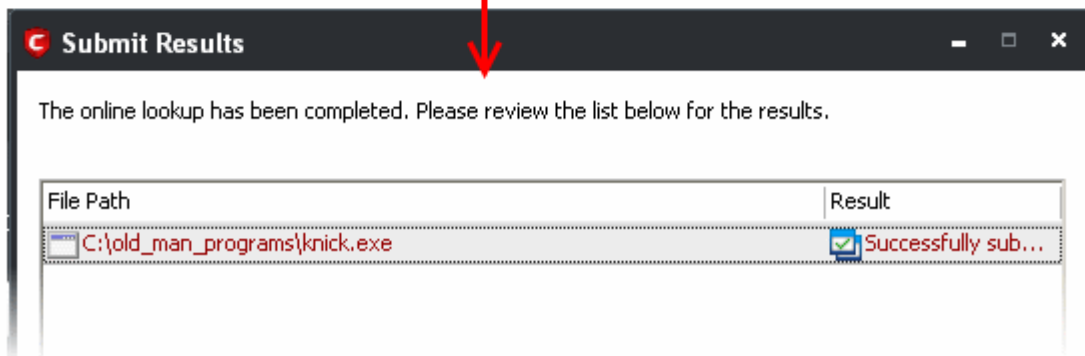 Submit Results
The online lookup has been completed. Please review the list below for the results.
File Path Result
C:\old_man_programs\knick.exe Successfully sub...